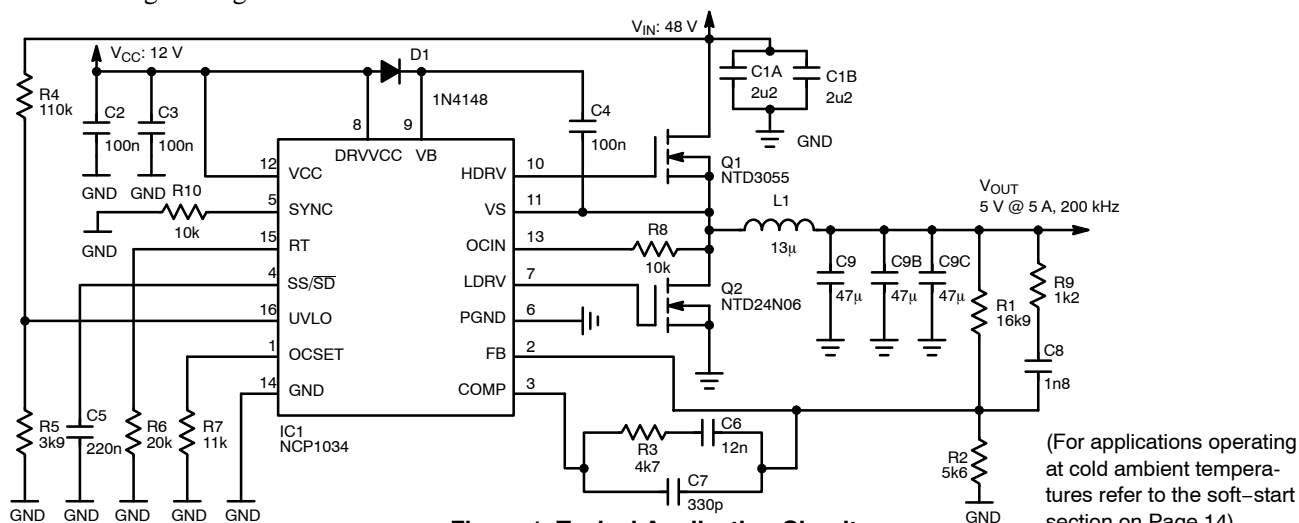 VIN: 48 V
VCC: 12 V
D1
1N4148
R4
110k
C2
100n
C3
100n
C4
100n
C1A
2u2
C1B
2u2
GND
GND
GND
8
9
DRVVCC
VB
12
VCC
HDRV
10
Q1
NTD3055
R10
10k
GND
5
SYNC
VS
11
L1
13μ
VOUT
5 V @ 5 A, 200 kHz
15
RT
OCIN
13
R8
10k
4
SS/SD
LDRV
7
Q2
NTD24N06
C9
47μ
C9B
47μ
C9C
47μ
R9
1k2
R1
16k9
16
UVLO
PGND
6
1
OCSET
FB
2
C8
1n8
14
GND
COMP
3
R5
3k9
C5
220n
R6
20k
R7
11k
IC1
NCP1034
R3
4k7
C6
12n
C7
330p
R2
5k6
(For applications operating
at cold ambient tempera-
tures refer to the soft−start
section on Page 14)
GND
GND
GND
GND
GND